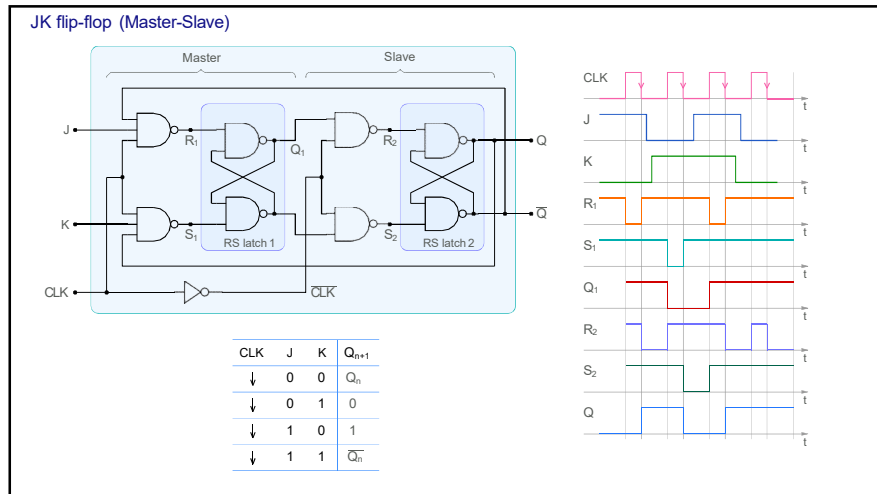 JK flip-flop (Master-Slave)
Master
Slave
J
K
CLK
R₁
S₁
Q₁
RS latch 1
R₂
S₂
RS latch 2
Q
Q̅
C̅L̅K̅
CLK J K Qₙ₊₁
↓ 0 0 Qₙ
↓ 0 1 0
↓ 1 0 1
↓ 1 1 Q̅ₙ
CLK
t
J
t
K
t
R₁
t
S₁
t
Q₁
t
R₂
t
S₂
t
Q
t